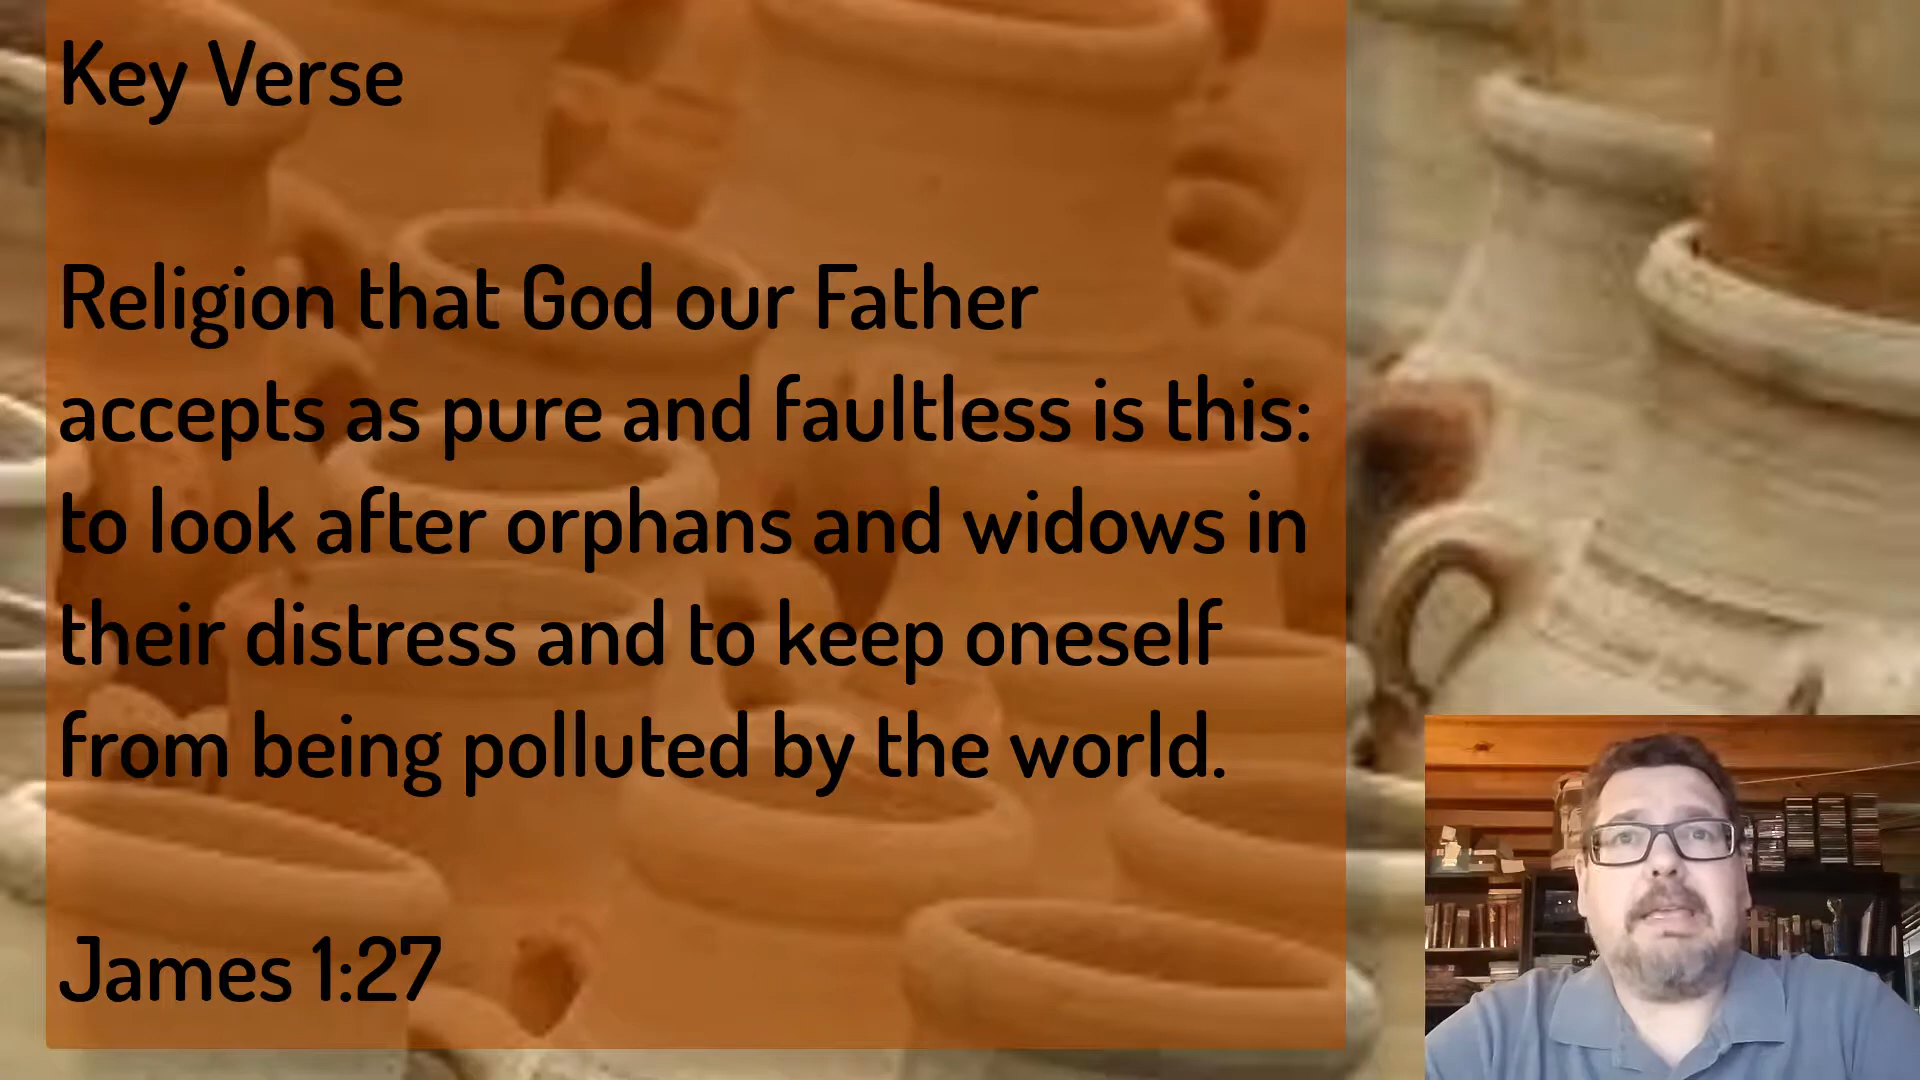 Key Verse
Religion that God our Father
accepts as pure and faultless is this:
to look after orphans and widows in
their distress and to keep oneself
from being polluted by the world.
James 1:27